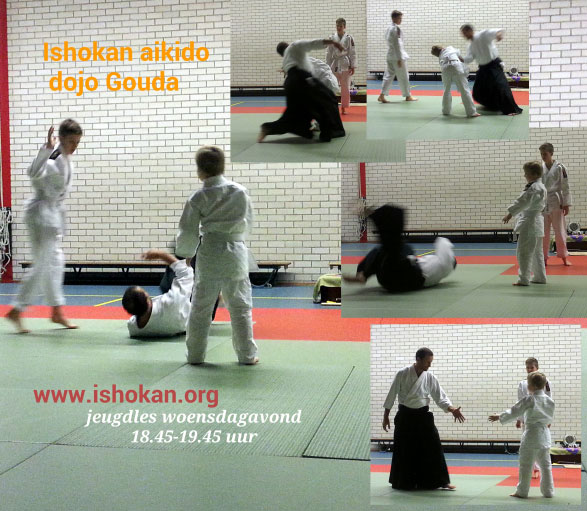 Ishokan aikido
dojo Gouda
www.ishokan.org
jeugdles woensdagavond
18.45-19.45 uur